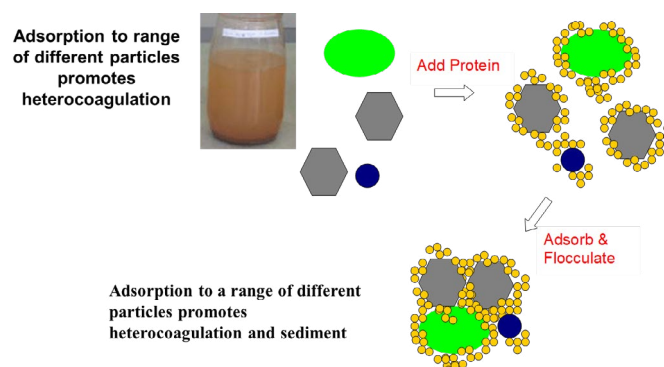 Adsorption to range
of different particles
promotes
heterocoagulation
Add Protein
Adsorb &
Flocculate
Adsorption to a range of different
particles promotes
heterocoagulation and sediment